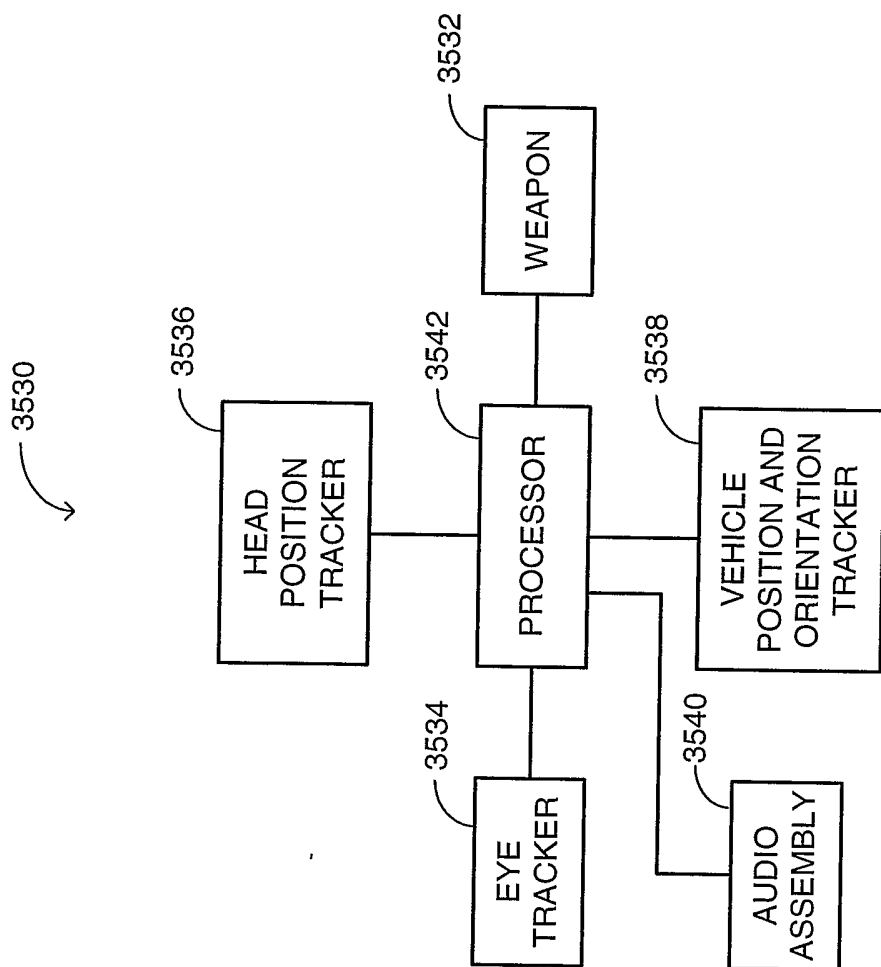 3530
3536
HEAD
POSITION
TRACKER
3534
EYE
TRACKER
3542
PROCESSOR
3532
WEAPON
3540
AUDIO
ASSEMBLY
3538
VEHICLE
POSITION AND
ORIENTATION
TRACKER